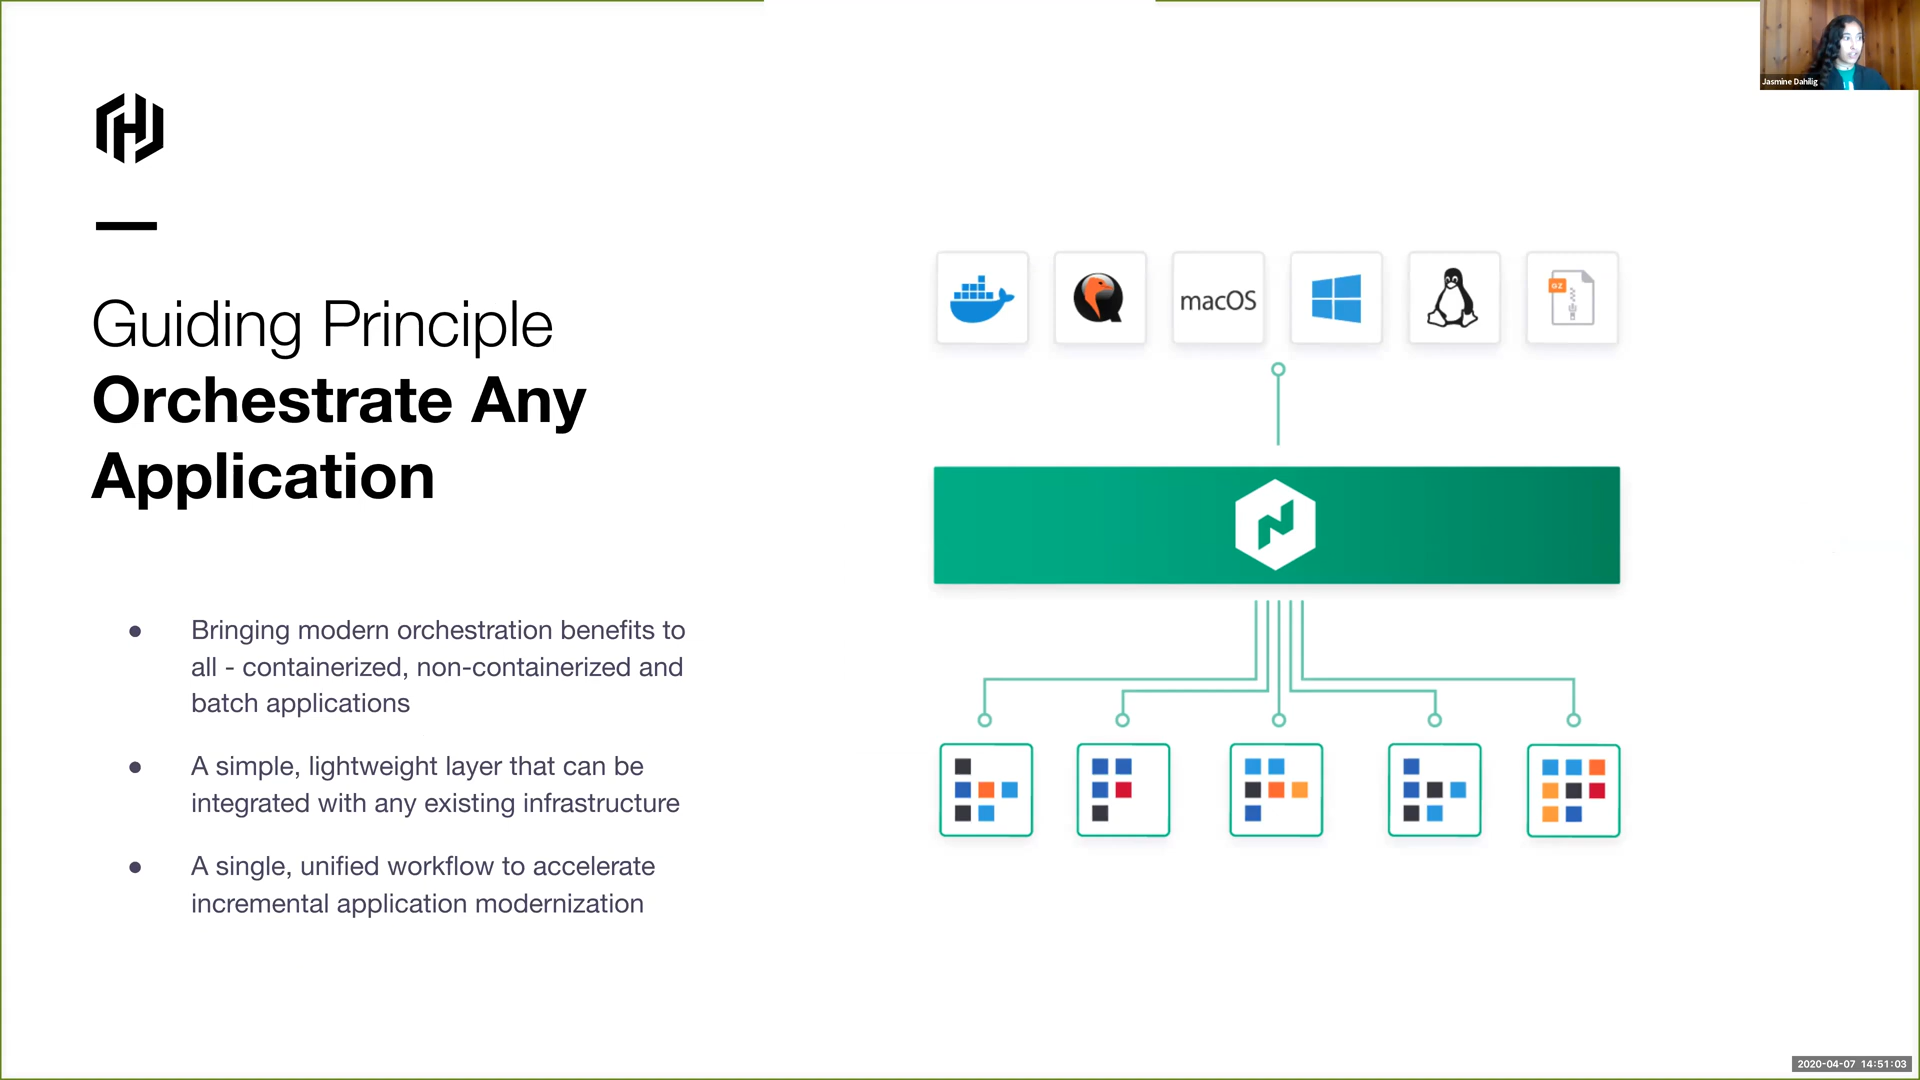 Jasmine Dahilig
Guiding Principle
Orchestrate Any
Application
● Bringing modern orchestration benefits to
all - containerized, non-containerized and
batch applications
● A simple, lightweight layer that can be
integrated with any existing infrastructure
● A single, unified workflow to accelerate
incremental application modernization
macOS
GZ
2020-04-07 14:51:03